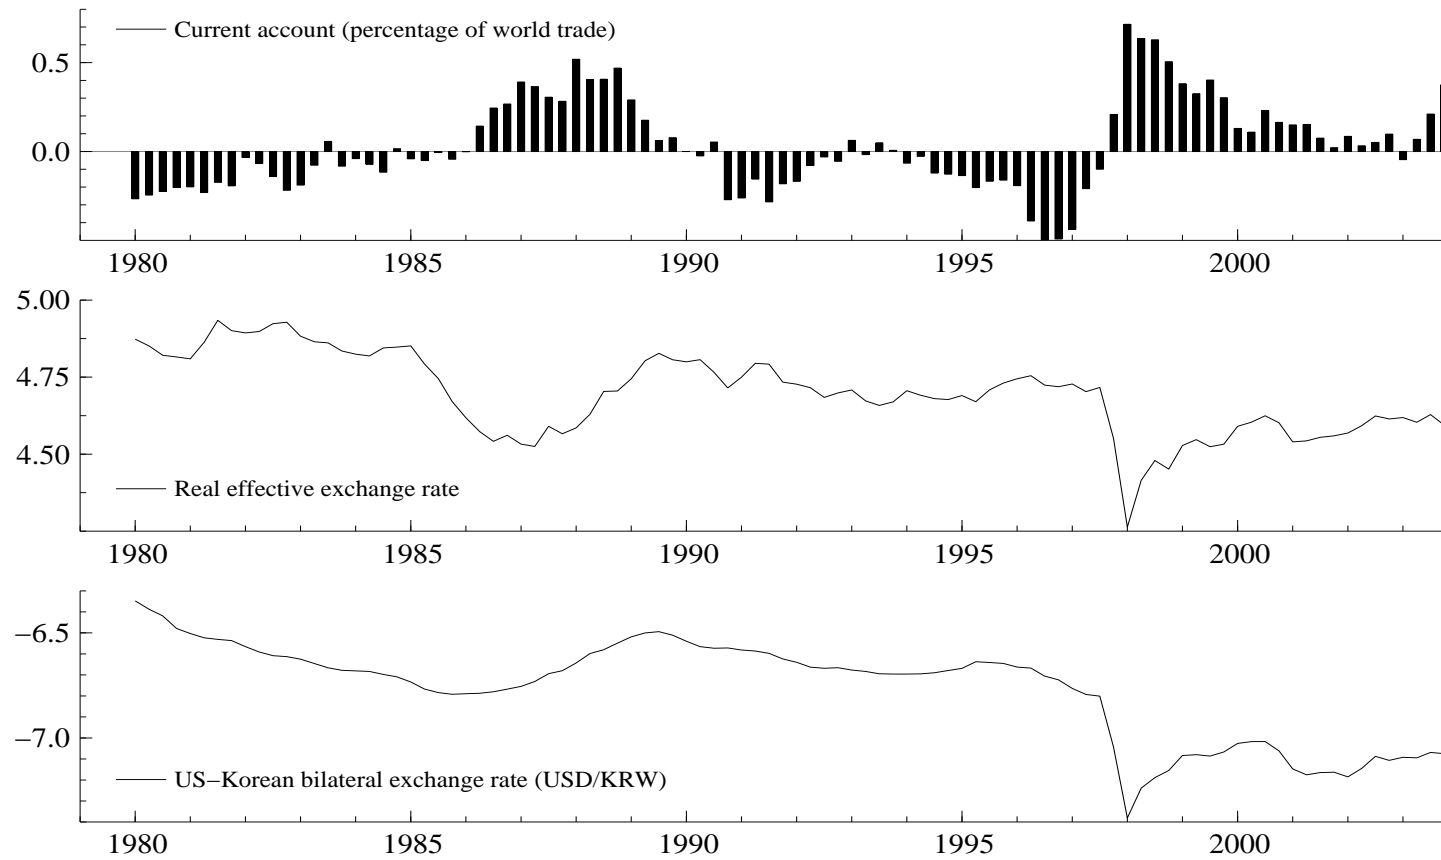 Current account (percentage of world trade)
0.5
0.0
1980 1985 1990 1995 2000
5.00
4.75
4.50
Real effective exchange rate
1980 1985 1990 1995 2000
−6.5
−7.0
US−Korean bilateral exchange rate (USD/KRW)
1980 1985 1990 1995 2000